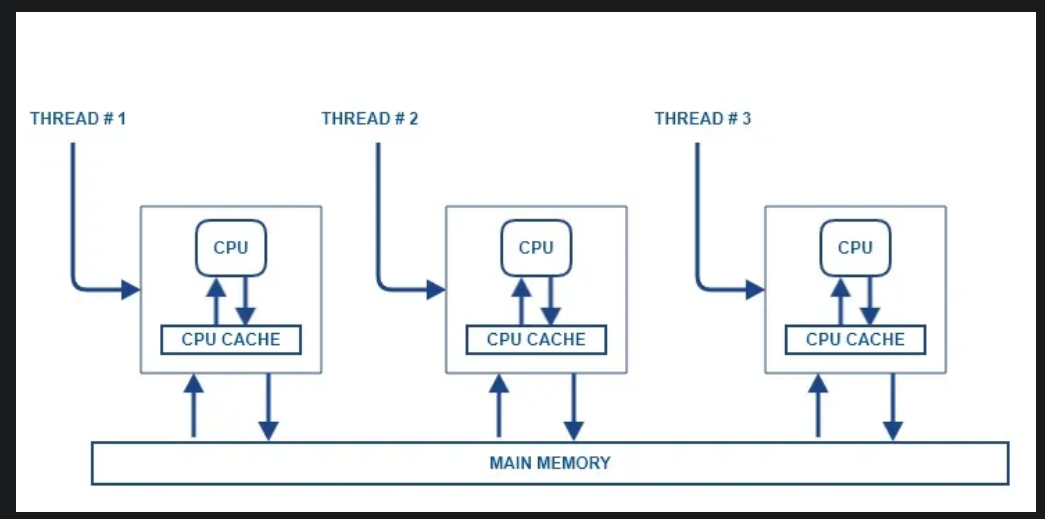 THREAD # 1
THREAD # 2
THREAD # 3
CPU
CPU
CPU
CPU CACHE
CPU CACHE
CPU CACHE
MAIN MEMORY